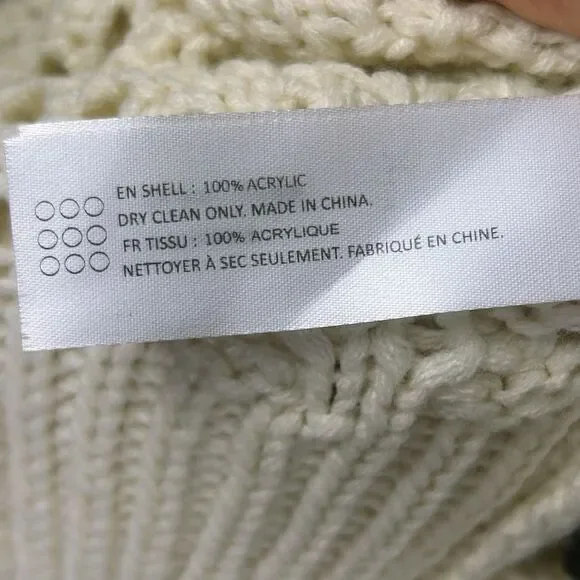 EN SHELL : 100% ACRYLIC
DRY CLEAN ONLY. MADE IN CHINA.
FR TISSU : 100% ACRYLIQUE
NETTOYER À SEC SEULEMENT. FABRIQUÉ EN CHINE.